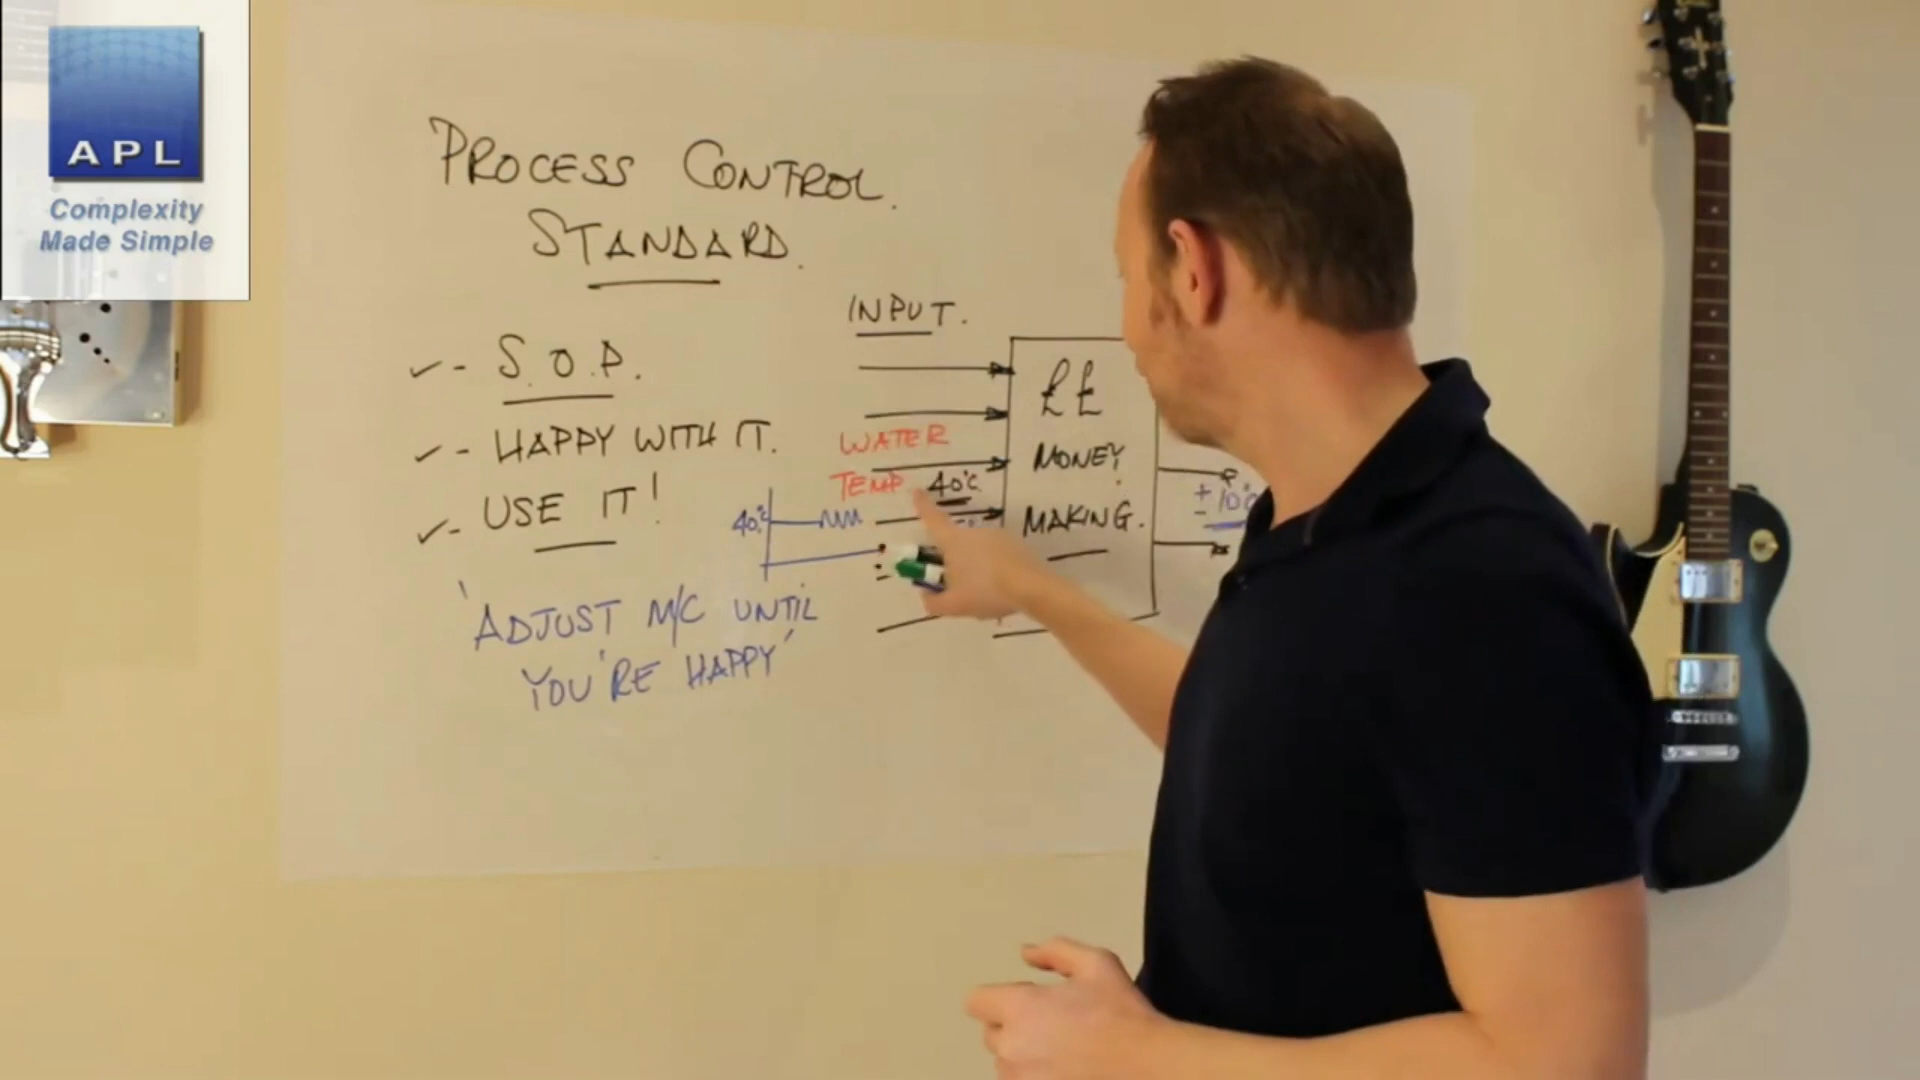 APL
Complexity
Made Simple
PROCESS CONTROL.
STANDARD.
- S.O.P.
- HAPPY WITH IT.
- USE IT!
'ADJUST M/C UNTIL
YOU'RE HAPPY'
INPUT.
WATER
TEMP
40°C
40°C
££
MONEY
MAKING.
± 10°C